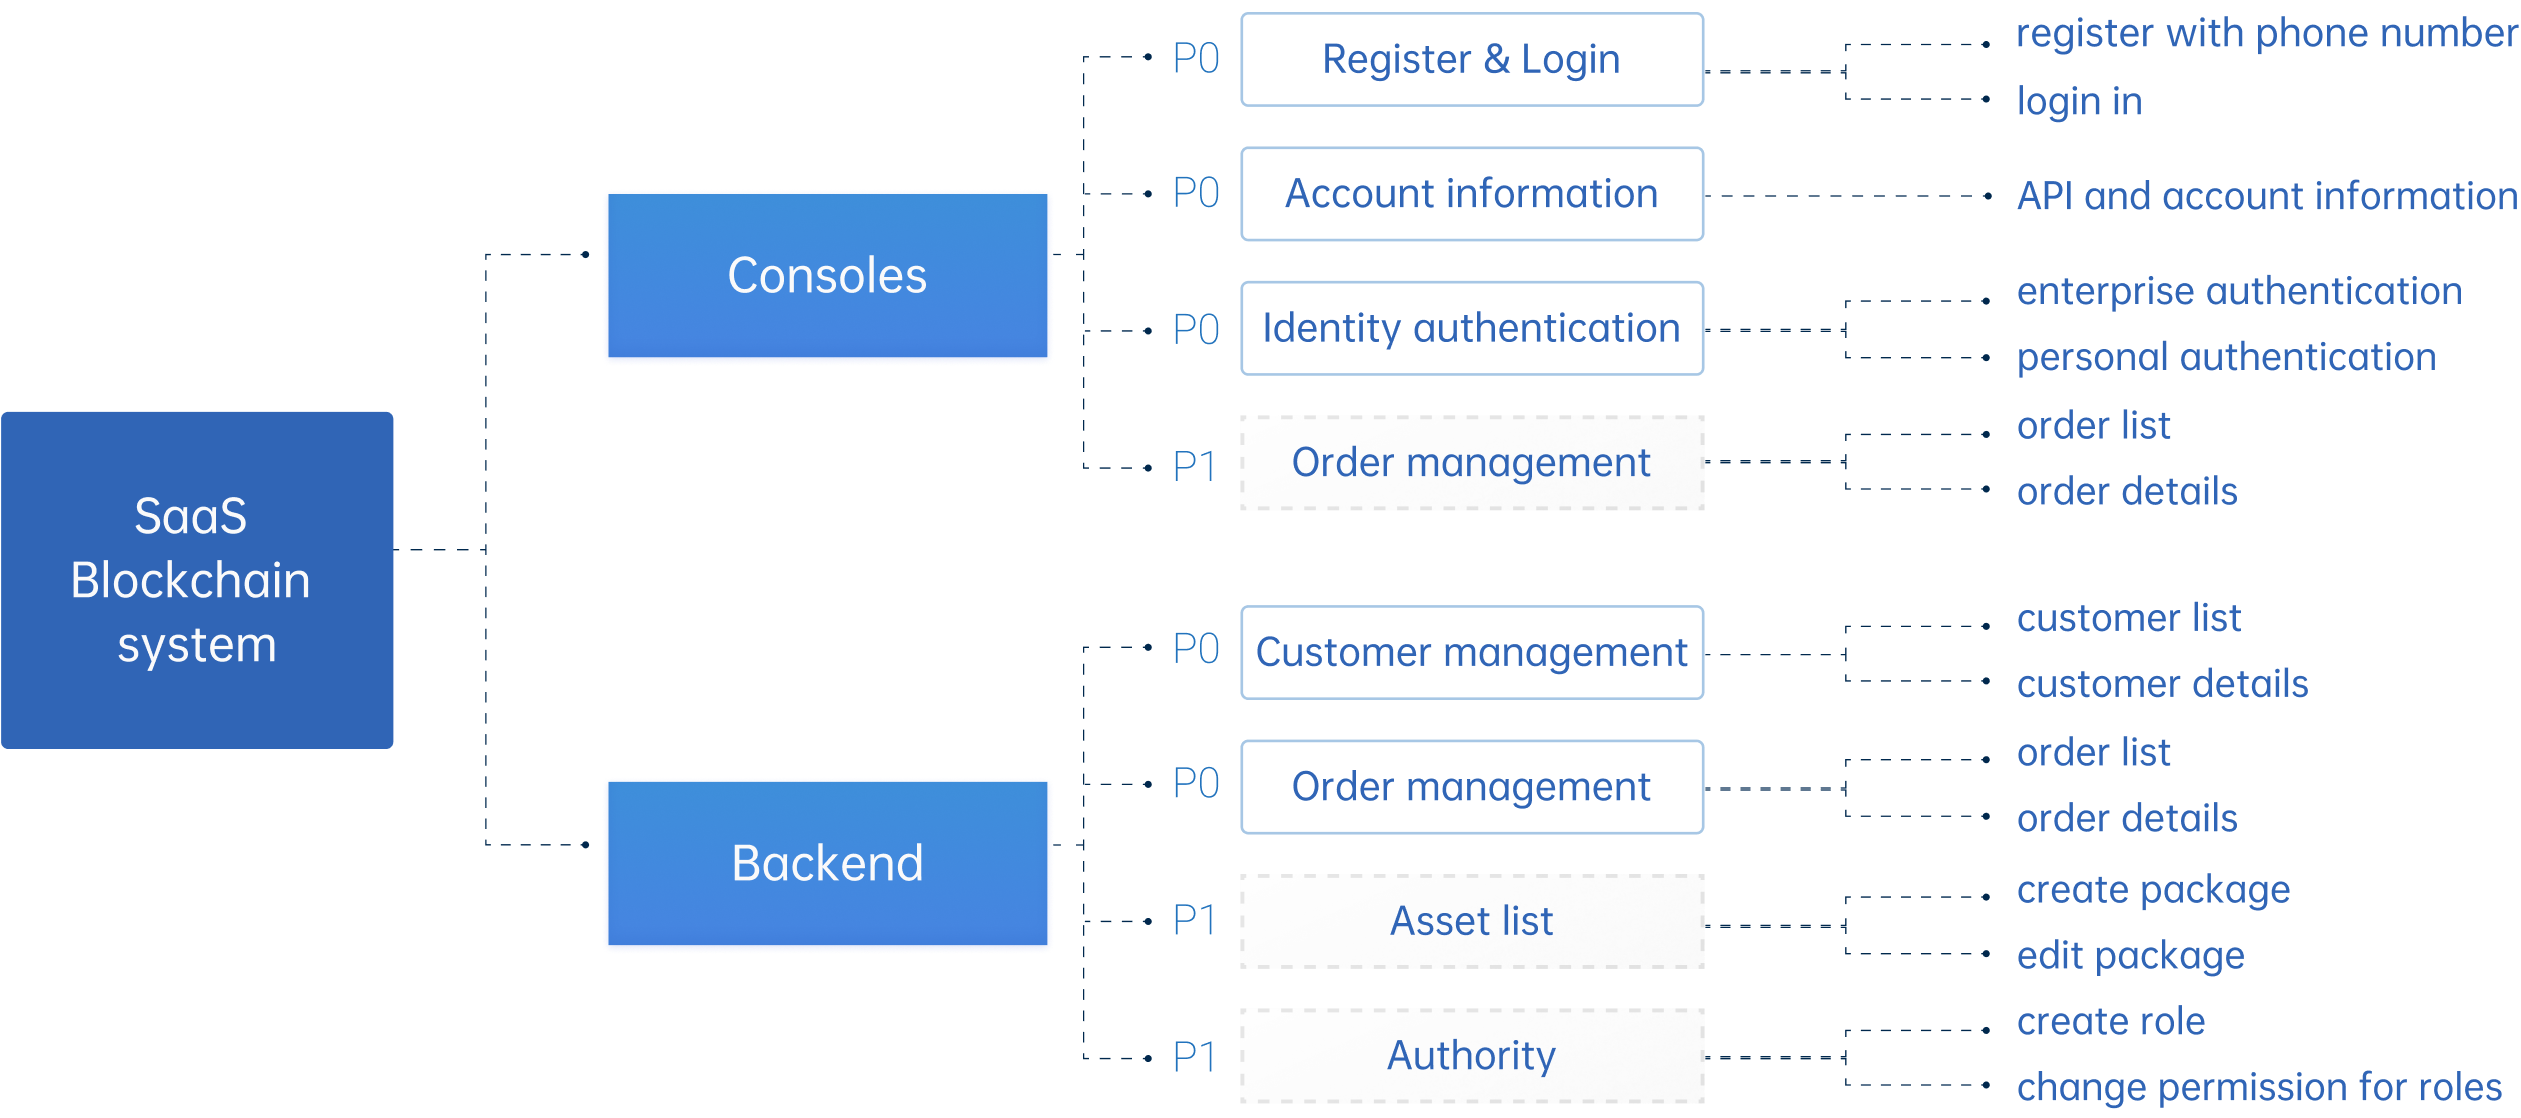 SaaS
Blockchain
system
Consoles
P0
Register & Login
register with phone number
login in
P0
Account information
API and account information
P0
Identity authentication
enterprise authentication
personal authentication
P1
Order management
order list
order details
Backend
P0
Customer management
customer list
customer details
P0
Order management
order list
order details
P1
Asset list
create package
edit package
P1
Authority
create role
change permission for roles